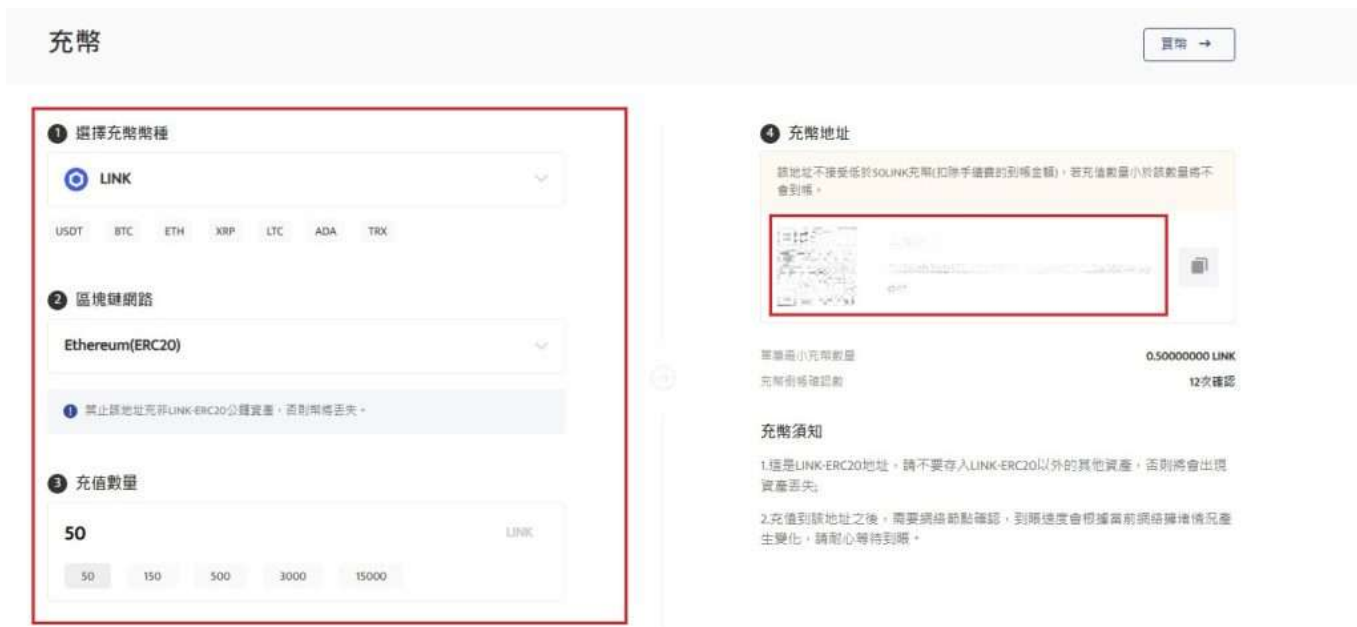 充幣
買幣 →
1 選擇充幣幣種
LINK
USDT BTC ETH XRP LTC ADA TRX
2 區塊鏈網路
Ethereum(ERC20)
禁止該地址充非LINK-ERC20公鏈資產，否則幣將丟失。
3 充值數量
50 LINK
50 150 500 3000 15000
4 充幣地址
該地址不接受低於50LINK充幣(扣除手續費的到帳金額)，若充值數量小於該數量將不
會到帳。
單筆最小充幣數量 0.50000000 LINK
充幣到帳確認數 12次確認
充幣須知
1.這是LINK-ERC20地址，請不要存入LINK-ERC20以外的其他資產，否則將會出現
資產丟失;
2.充值到該地址之後，需要網絡節點確認，到賬速度會根據當前網絡擁堵情況產
生變化，請耐心等待到賬。